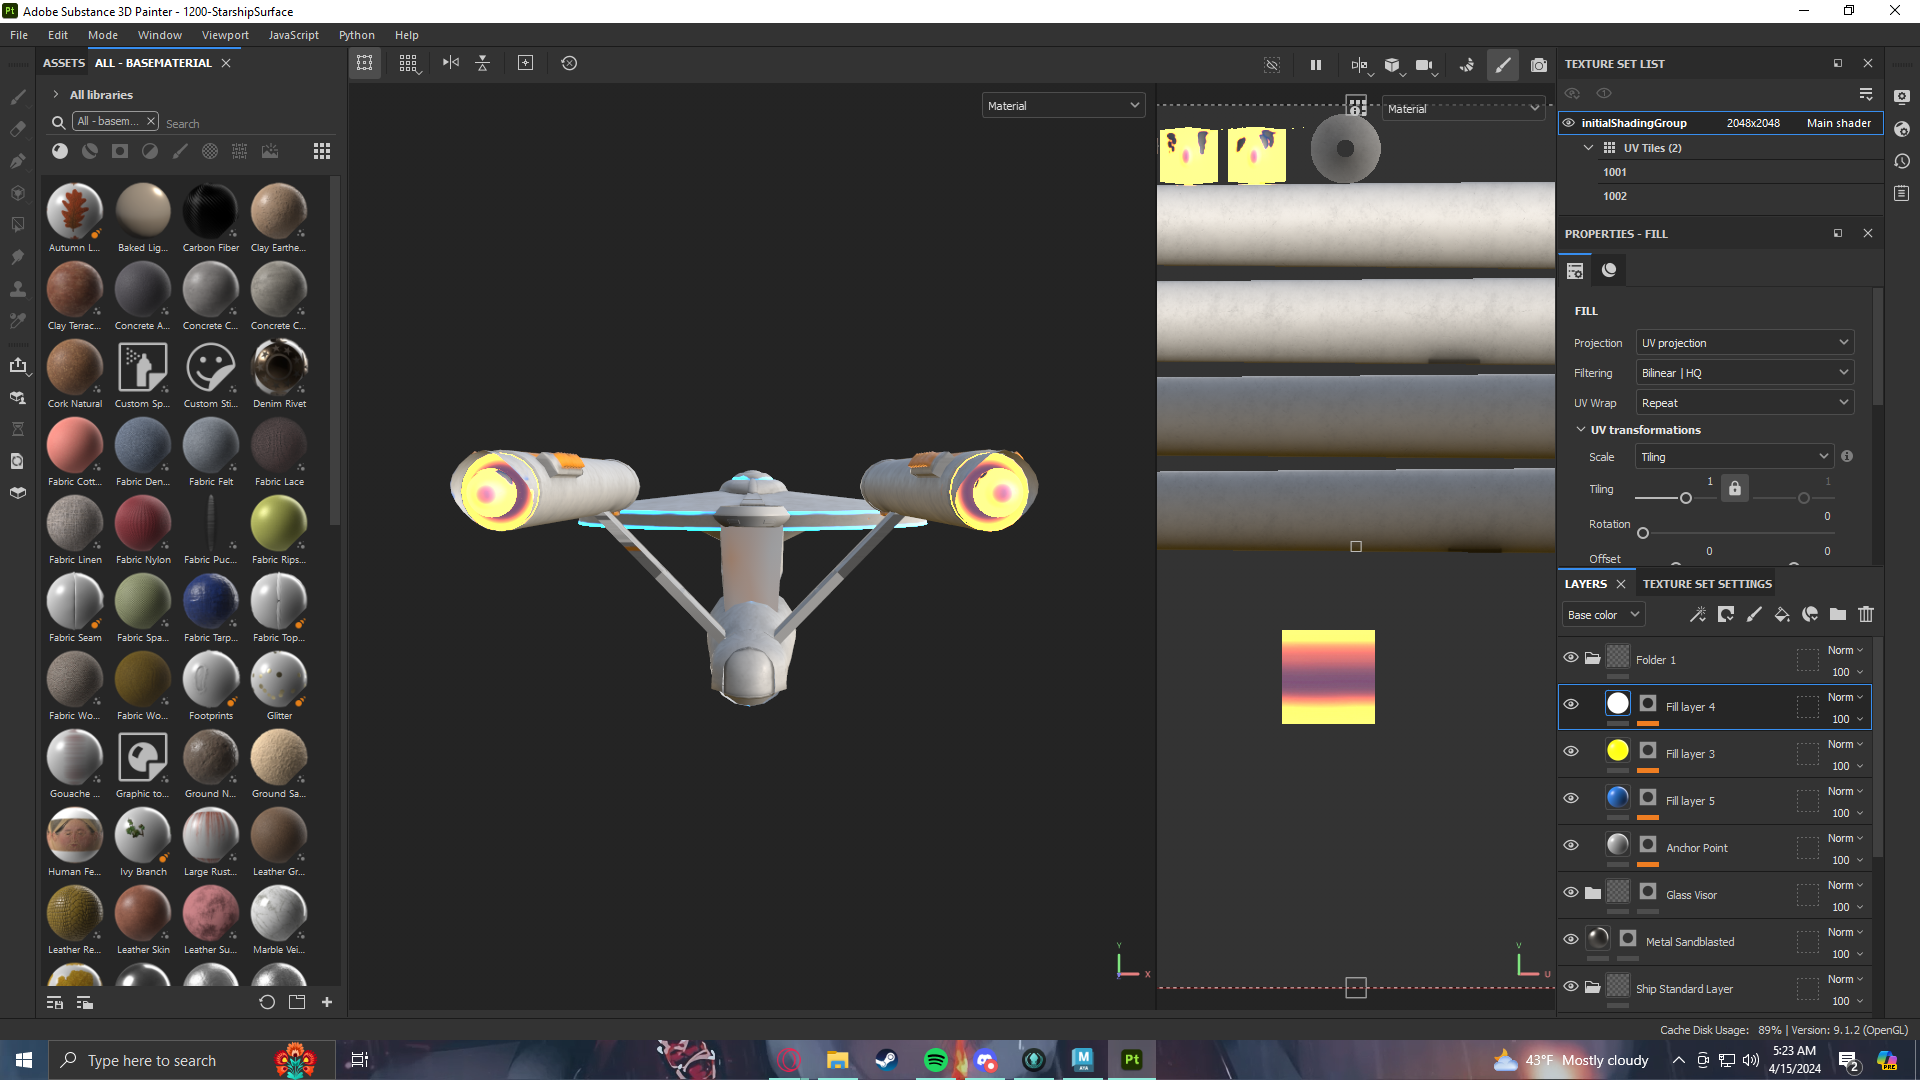 Pt Adobe Substance 3D Painter - 1200-StarshipSurface
File Edit Mode Window Viewport JavaScript Python Help
ASSETS ALL - BASEMATERIAL
All libraries
All - basem... Search
Autumn L... Baked Lig... Carbon Fiber Clay Earthe...
Clay Terrac... Concrete A... Concrete C... Concrete C...
Cork Natural Custom Sp... Custom Sti... Denim Rivet
Fabric Cott... Fabric Den... Fabric Felt Fabric Lace
Fabric Linen Fabric Nylon Fabric Puc... Fabric Rips...
Fabric Seam Fabric Spa... Fabric Tarp... Fabric Top...
Fabric Wo... Fabric Wo... Footprints Glitter
Gouache ... Graphic to... Ground N... Ground Sa...
Human Fe... Ivy Branch Large Rust... Leather Gr...
Leather Re... Leather Skin Leather Su... Marble Vei...
Material
Y
X
Material
V
U
TEXTURE SET LIST
initialShadingGroup 2048x2048 Main shader
UV Tiles (2)
1001
1002
PROPERTIES - FILL
FILL
Projection UV projection
Filtering Bilinear | HQ
UV Wrap Repeat
UV transformations
Scale Tiling
Tiling 1 1
Rotation 0
Offset 0 0
LAYERS TEXTURE SET SETTINGS
Base color
Folder 1 Norm 100
Fill layer 4 Norm 100
Fill layer 3 Norm 100
Fill layer 5 Norm 100
Anchor Point Norm 100
Glass Visor Norm 100
Metal Sandblasted Norm 100
Ship Standard Layer Norm 100
Cache Disk Usage: 89% | Version: 9.1.2 (OpenGL)
Type here to search
M
Pt
43°F Mostly cloudy
5:23 AM
4/15/2024
2
PRE